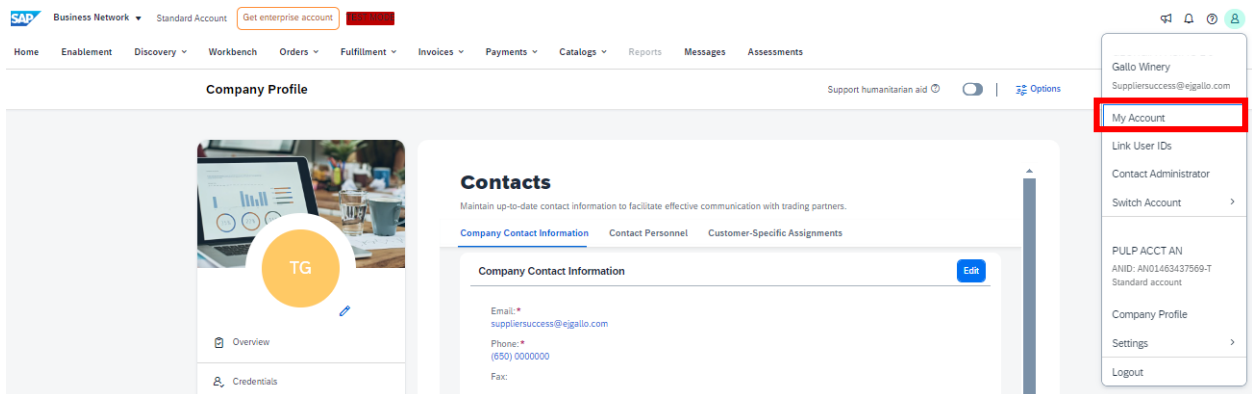 SAP Business Network Standard Account Get enterprise account TEST MODE
Home Enablement Discovery Workbench Orders Fulfillment Invoices Payments Catalogs Reports Messages Assessments
Company Profile
Support humanitarian aid
Options
Contacts
Maintain up-to-date contact information to facilitate effective communication with trading partners.
Company Contact Information Contact Personnel Customer-Specific Assignments
Company Contact Information
Edit
Email:*
suppliersuccess@ejgallo.com
Phone:*
(650) 0000000
Fax:
TG
Overview
Credentials
Gallo Winery
Suppliersuccess@ejgallo.com
My Account
Link User IDs
Contact Administrator
Switch Account
PULP ACCT AN
ANID: AN01463437569-T
Standard account
Company Profile
Settings
Logout